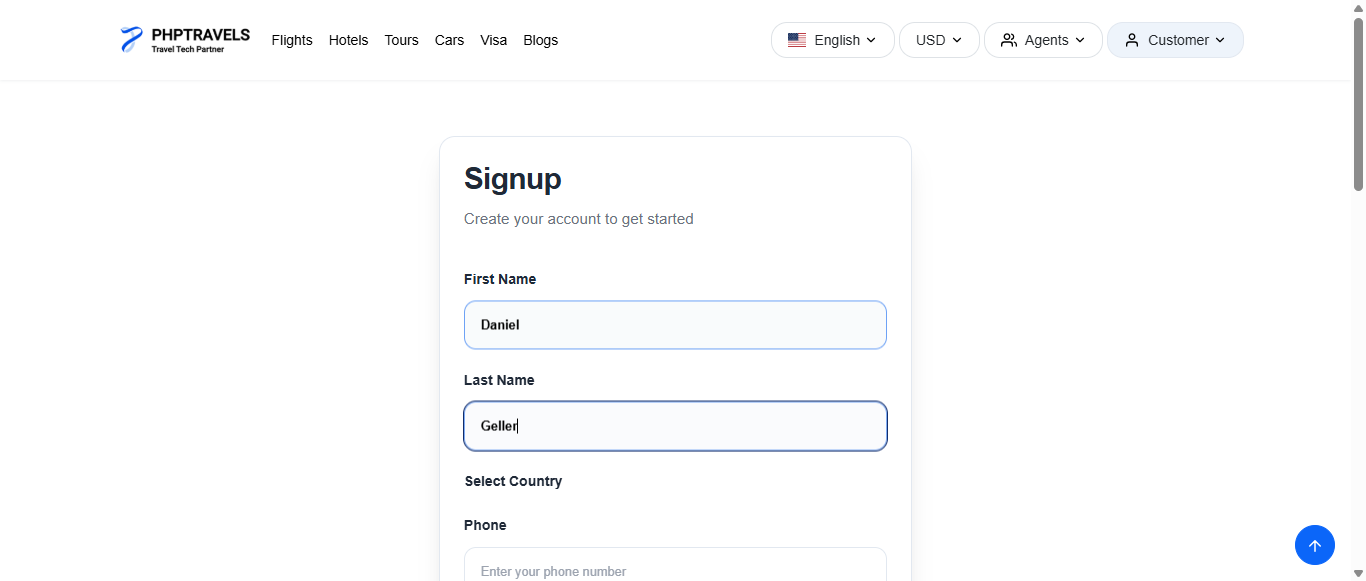 PHPTRAVELS
Travel Tech Partner
Flights Hotels Tours Cars Visa Blogs English USD Agents Customer
Signup
Create your account to get started
First Name
Daniel
Last Name
Geller
Select Country
Phone
Enter your phone number